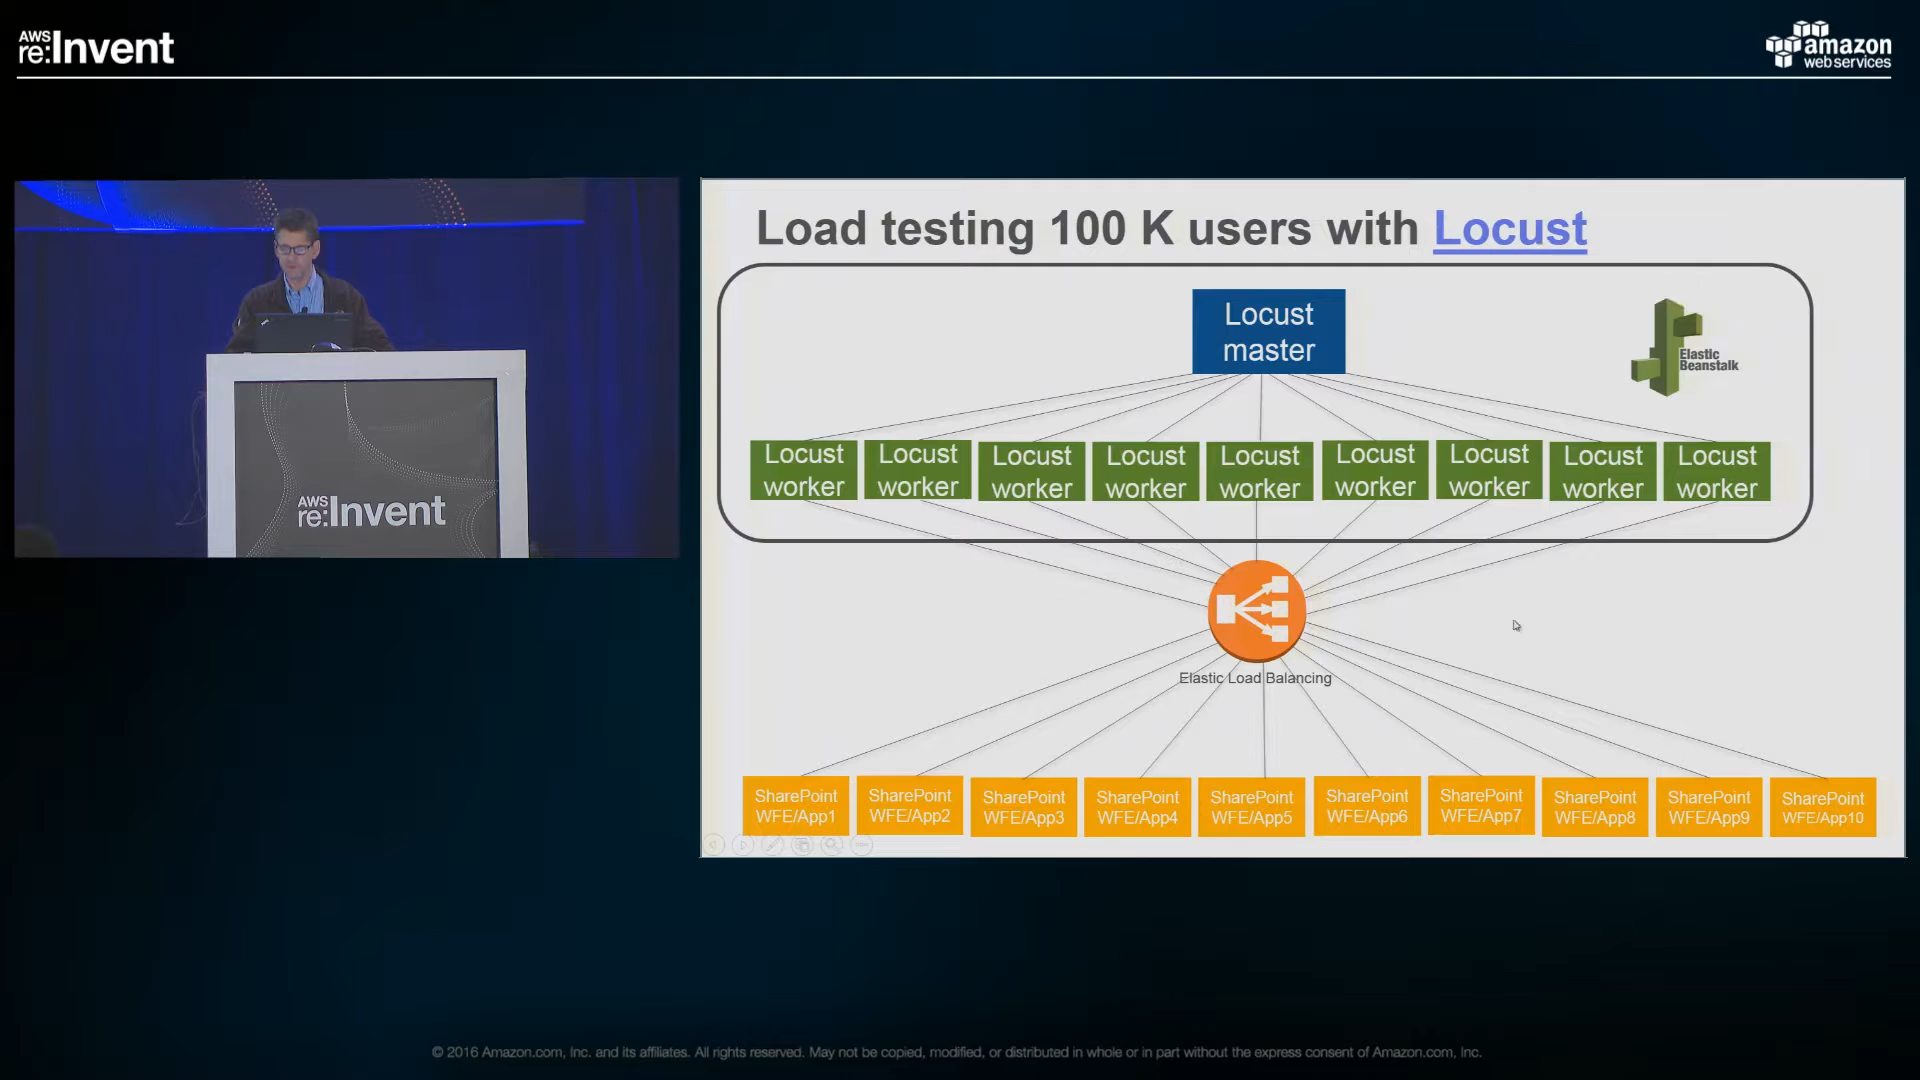 AWS
re:Invent
amazon
web services
AWS
re:Invent
Load testing 100 K users with Locust
Locust
master
Elastic
Beanstalk
Locust
worker
Locust
worker
Locust
worker
Locust
worker
Locust
worker
Locust
worker
Locust
worker
Locust
worker
Locust
worker
Elastic Load Balancing
SharePoint
WFE/App1
SharePoint
WFE/App2
SharePoint
WFE/App3
SharePoint
WFE/App4
SharePoint
WFE/App5
SharePoint
WFE/App6
SharePoint
WFE/App7
SharePoint
WFE/App8
SharePoint
WFE/App9
SharePoint
WFE/App10
© 2016 Amazon.com, Inc. and its affiliates. All rights reserved. May not be copied, modified, or distributed in whole or in part without the express consent of Amazon.com, Inc.